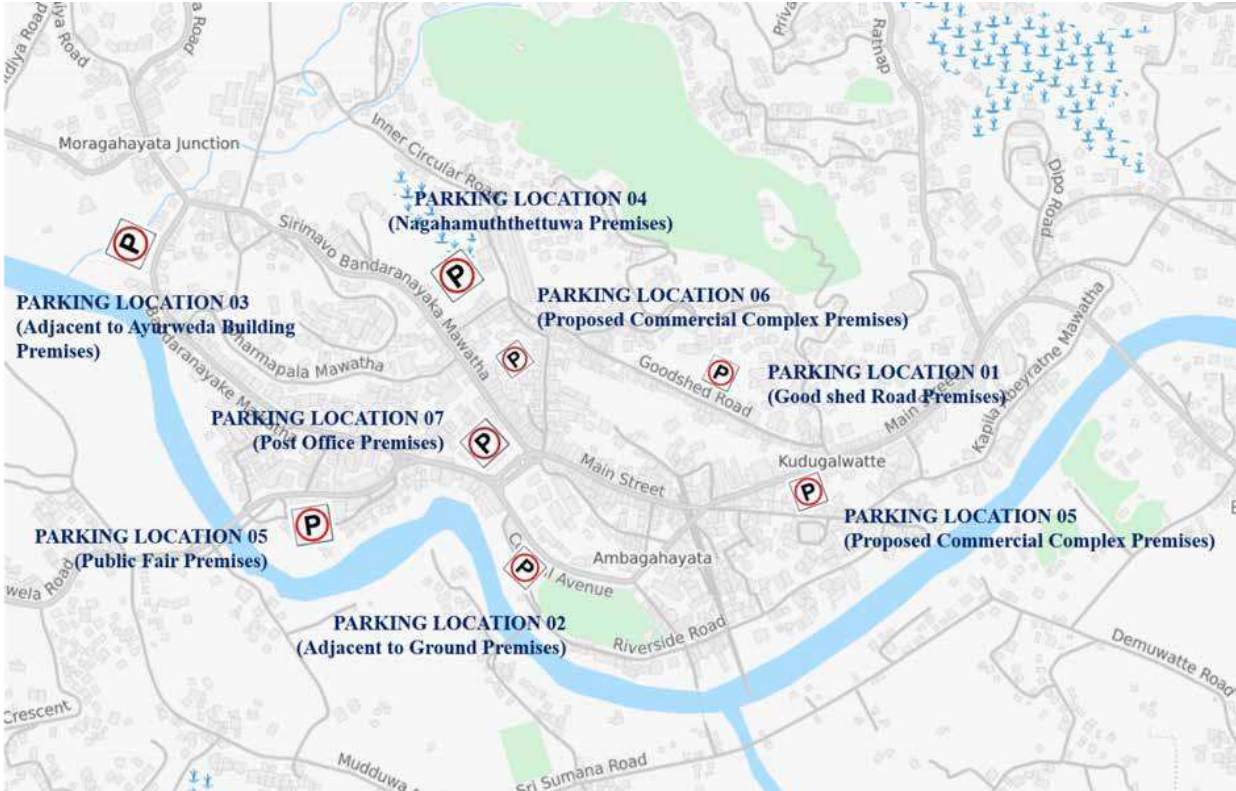 Moragahayata Junction
Inner Circular Road
Dipo Road
PARKING LOCATION 04
(Nagahamuththettuwa Premises)
Sirimavo Bandaranayaka Mawatha
P
P
PARKING LOCATION 03
(Adjacent to Ayurweda Building
Premises)
PARKING LOCATION 06
(Proposed Commercial Complex Premises)
Bandaranayake Mawatha
Dharmapala Mawatha
P
Goodshed Road
P
PARKING LOCATION 01
(Good shed Road Premises)
Main Street
Kapila Abeyratne Mawatha
PARKING LOCATION 07
(Post Office Premises)
P
Main Street
Kudugalwatte
P
PARKING LOCATION 05
(Proposed Commercial Complex Premises)
PARKING LOCATION 05
(Public Fair Premises)
P
Ambagahayata
P
Avenue
PARKING LOCATION 02
(Adjacent to Ground Premises)
Riverside Road
Demuwatte Road
Crescent
Mudduwa
Sri Sumana Road